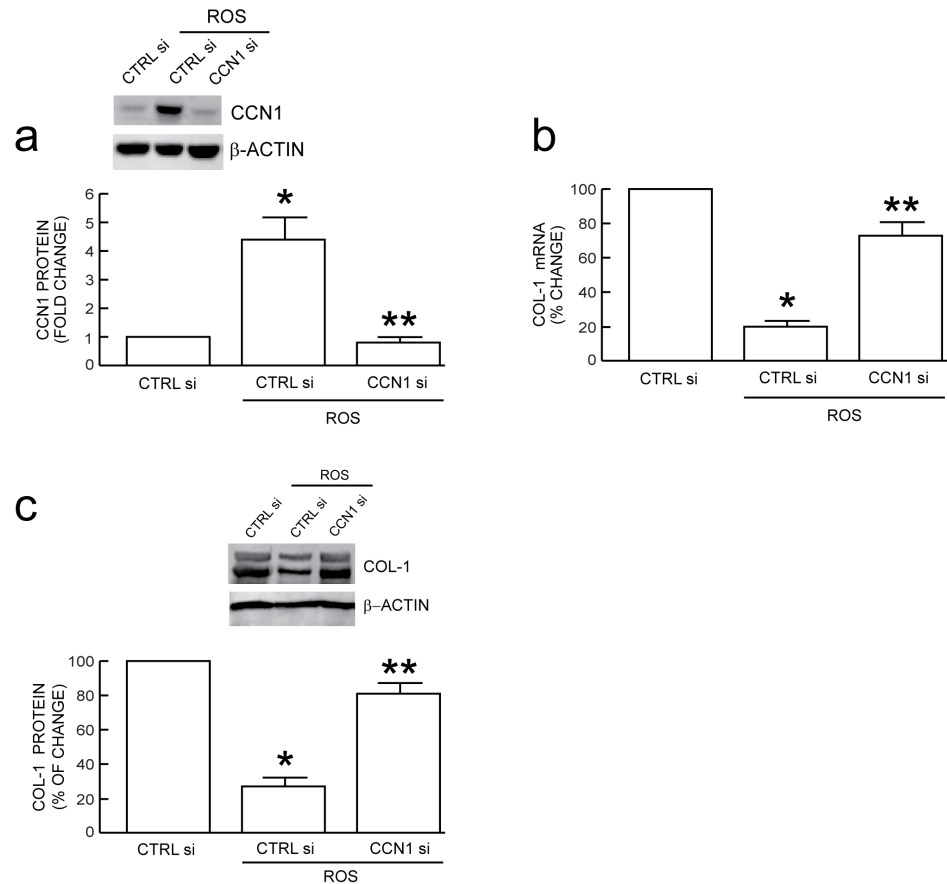 ROS
CTRL si
CTRL si
CCN1 si
CCN1
β-ACTIN
a
CCN1 PROTEIN
(FOLD CHANGE)
6
5
4
3
2
1
0
*
**
CTRL si
CTRL si
CCN1 si
ROS
b
COL-1 mRNA
(% CHANGE)
100
80
60
40
20
0
*
**
CTRL si
CTRL si
CCN1 si
ROS
c
ROS
CTRL si
CTRL si
CCN1 si
COL-1
β–ACTIN
COL-1 PROTEIN
(% OF CHANGE)
100
80
60
40
20
0
*
**
CTRL si
CTRL si
CCN1 si
ROS